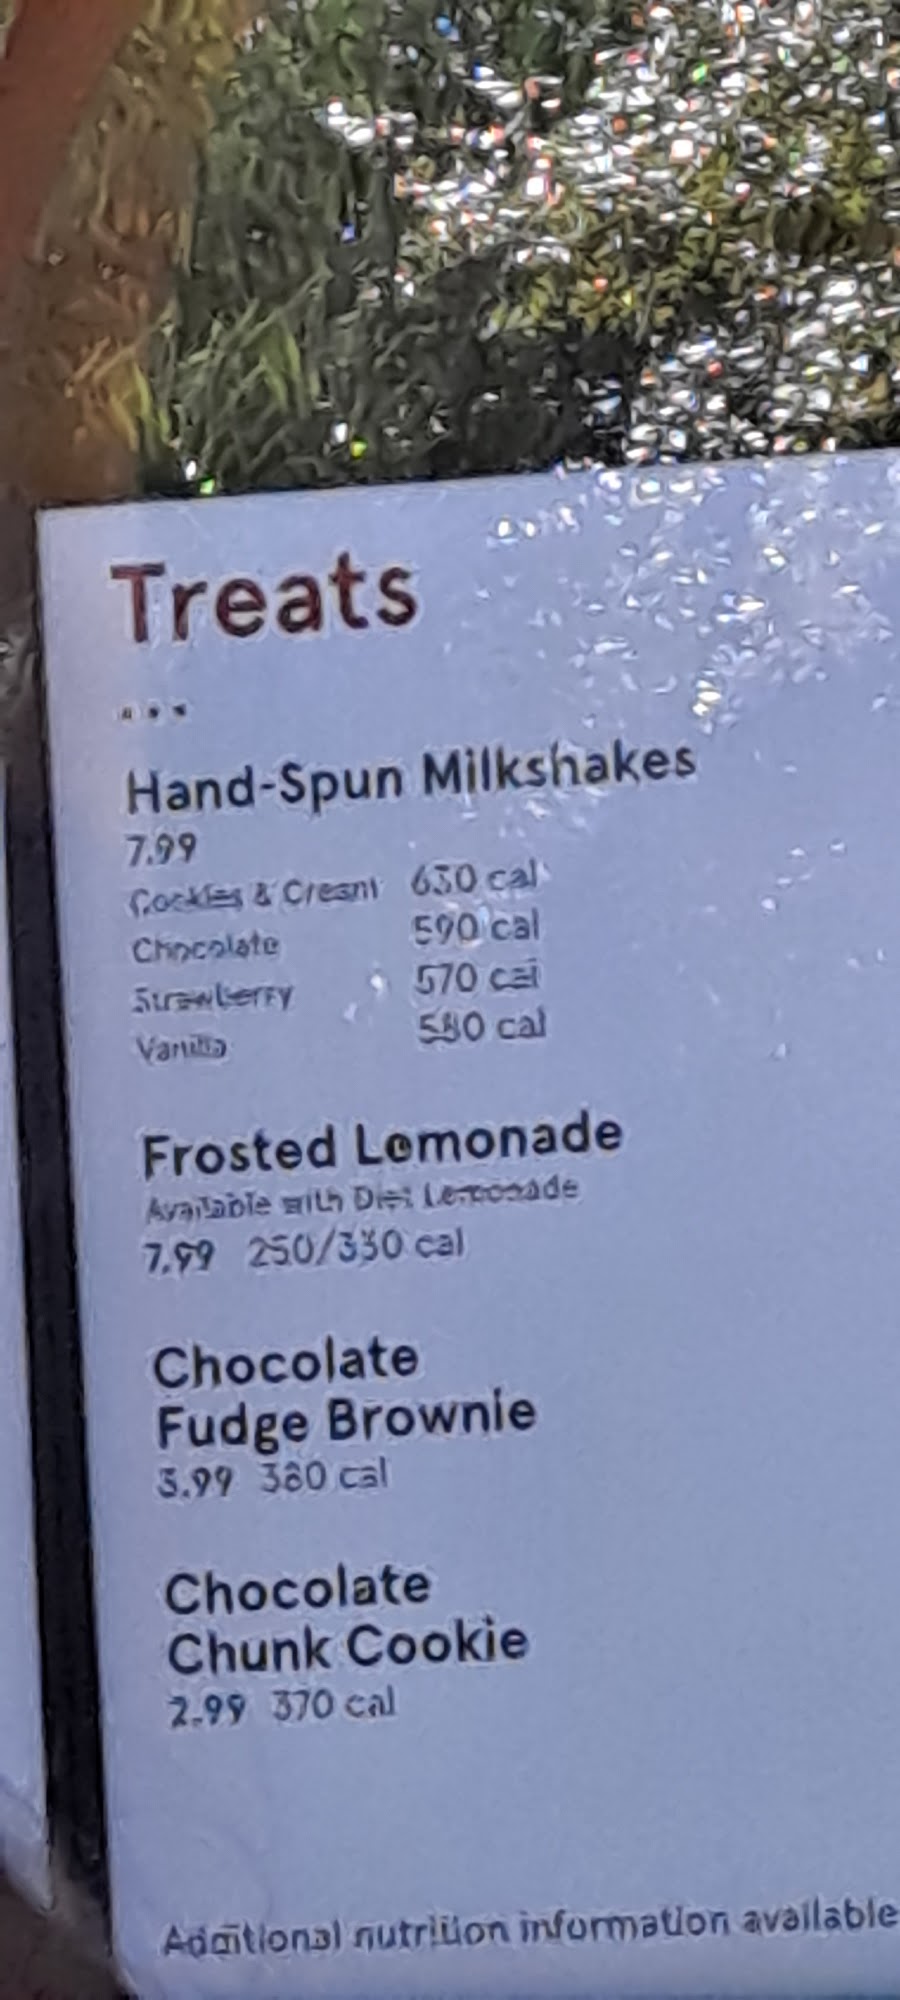 Treats
...
Hand-Spun Milkshakes
7.99
Cookies & Cream 630 cal
Chocolate 590 cal
Strawberry 570 cal
Vanilla cal
Frosted Lemonade
Available with Diet Lemonade
7.99 250/330 cal
Chocolate
Fudge Brownie
3.99 380 cal
Chocolate
Chunk Cookie
2.99 370 cal
Additional nutrition information available